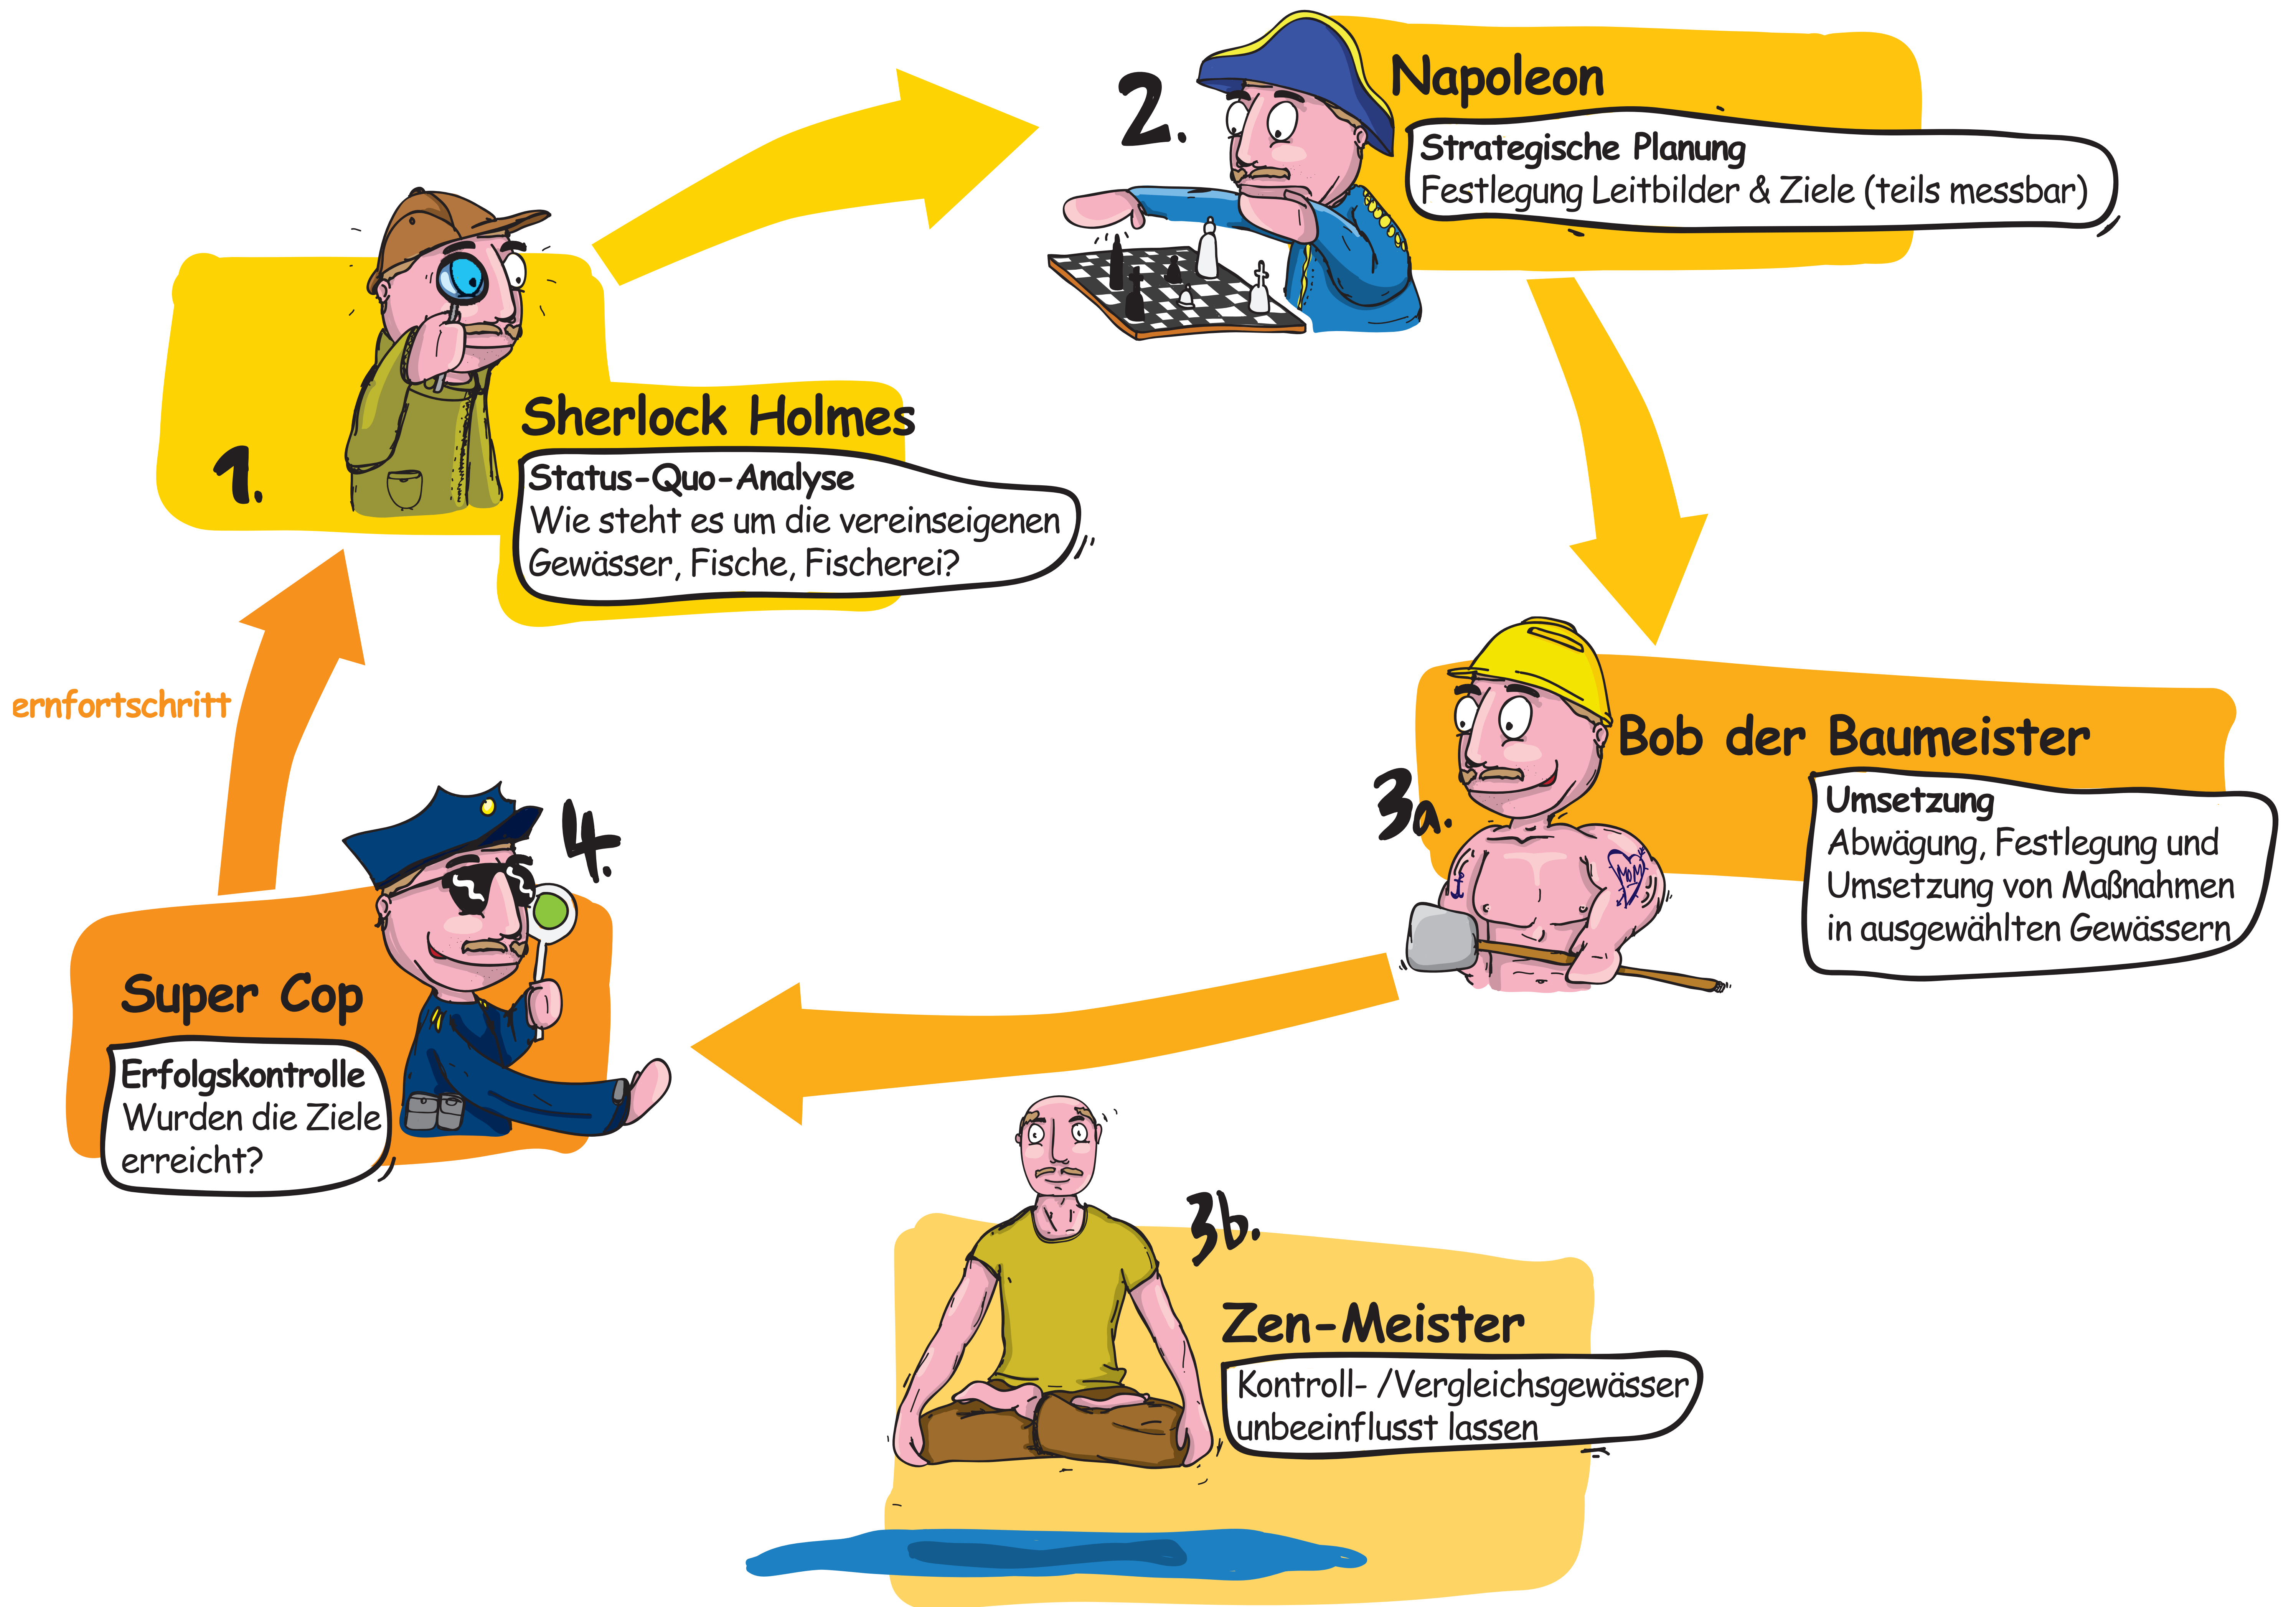 1.
Sherlock Holmes
Status-Quo-Analyse
Wie steht es um die vereinseigenen
Gewässer, Fische, Fischerei?
2.
Napoleon
Strategische Planung
Festlegung Leitbilder & Ziele (teils messbar)
3a.
Bob der Baumeister
Umsetzung
Abwägung, Festlegung und
Umsetzung von Maßnahmen
in ausgewählten Gewässern
MOM
3b.
Zen-Meister
Kontroll- /Vergleichsgewässer
unbeeinflusst lassen
4.
Super Cop
Erfolgskontrolle
Wurden die Ziele
erreicht?
ernfortschritt